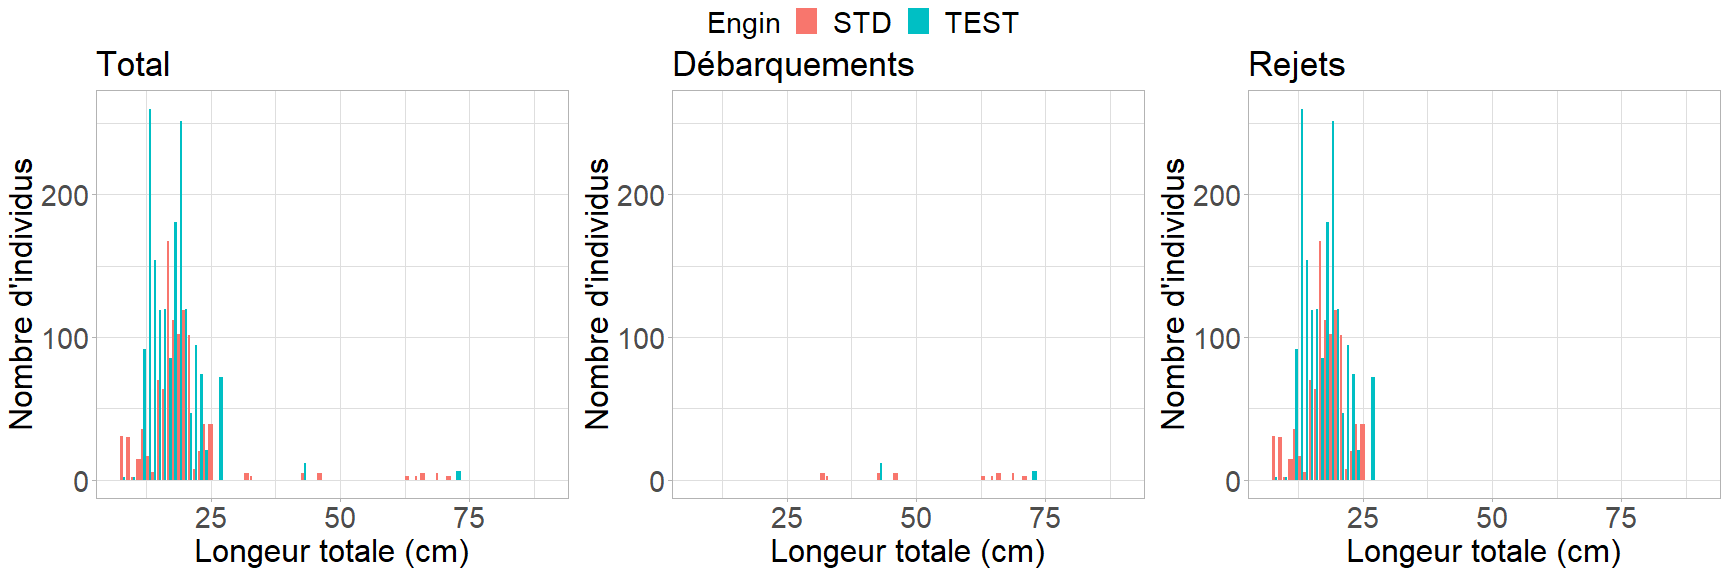 Engin STD TEST
Total
Débarquements
Rejets
Nombre d'individus
200
100
0
25 50 75
Longeur totale (cm)
Nombre d'individus
200
100
0
25 50 75
Longeur totale (cm)
Nombre d'individus
200
100
0
25 50 75
Longeur totale (cm)